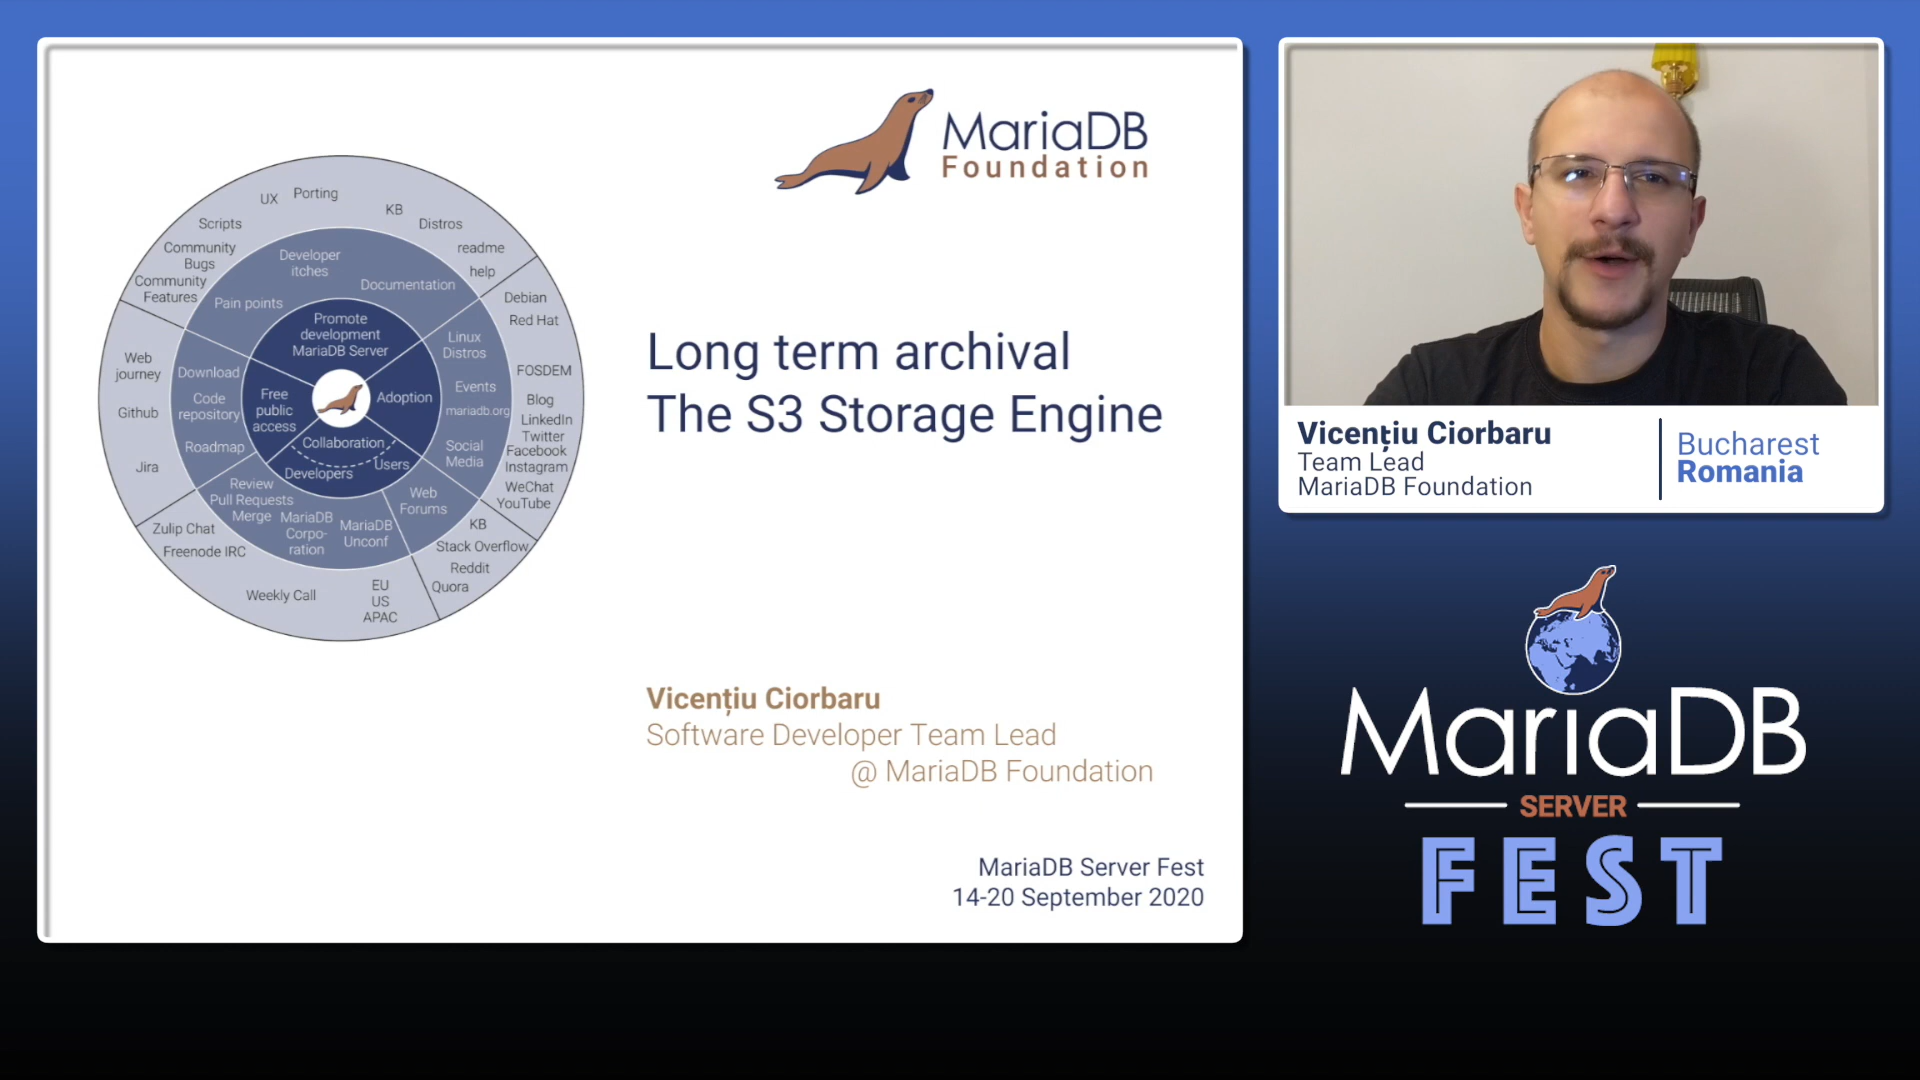 MariaDB
Foundation
UX
Porting
KB
Scripts
Distros
Community
Bugs
readme
Community
Features
help
Developer
itches
Documentation
Pain points
Promote
development
MariaDB Server
Debian
Red Hat
Linux
Distros
FOSDEM
Events
Adoption
mariadb.org
Blog
LinkedIn
Twitter
Facebook
Instagram
WeChat
YouTube
Social
Media
Web
journey
Download
Free
public
access
Code
repository
Github
Roadmap
Jira
Collaboration
Developers
Users
Review
Pull Requests
Merge
MariaDB
Corpo-
ration
MariaDB
Unconf
Web
Forums
Zulip Chat
Freenode IRC
Weekly Call
EU
US
APAC
KB
Stack Overflow
Reddit
Quora
Long term archival
The S3 Storage Engine
Vicențiu Ciorbaru
Software Developer Team Lead
@ MariaDB Foundation
MariaDB Server Fest
14-20 September 2020
Vicențiu Ciorbaru
Team Lead
MariaDB Foundation
Bucharest
Romania
MariaDB
SERVER
FEST